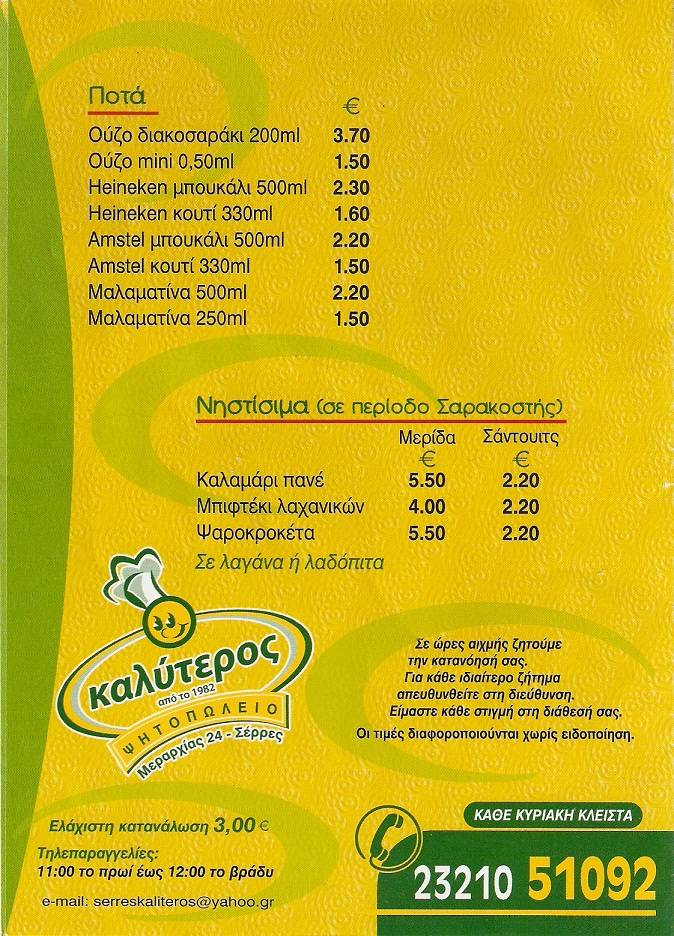 Ποτά
€
Ούζο διακοσαράκι 200ml 3.70
Ούζο mini 0,50ml 1.50
Heineken μπουκάλι 500ml 2.30
Heineken κουτί 330ml 1.60
Amstel μπουκάλι 500ml 2.20
Amstel κουτί 330ml 1.50
Μαλαματίνα 500ml 2.20
Μαλαματίνα 250ml 1.50
Νηστίσιμα (σε περίοδο Σαρακοστής)
Μερίδα Σάντουιτς
€ €
Καλαμάρι πανέ 5.50 2.20
Μπιφτέκι λαχανικών 4.00 2.20
Ψαροκροκέτα 5.50 2.20
Σε λαγάνα ή λαδόπιτα
καλύτερος
από το 1982
ΨΗΤΟΠΩΛΕΙΟ
Μεραρχίας 24 - Σέρρες
Σε ώρες αιχμής ζητούμε
την κατανόησή σας.
Για κάθε ιδιαίτερο ζήτημα
απευθυνθείτε στη διεύθυνση.
Είμαστε κάθε στιγμή στη διάθεσή σας.
Οι τιμές διαφοροποιούνται χωρίς ειδοποίηση.
Ελάχιστη κατανάλωση 3,00 €
Τηλεπαραγγελίες:
11:00 το πρωί έως 12:00 το βράδυ
e-mail: serreskaliteros@yahoo.gr
ΚΑΘΕ ΚΥΡΙΑΚΗ ΚΛΕΙΣΤΑ
23210 51092